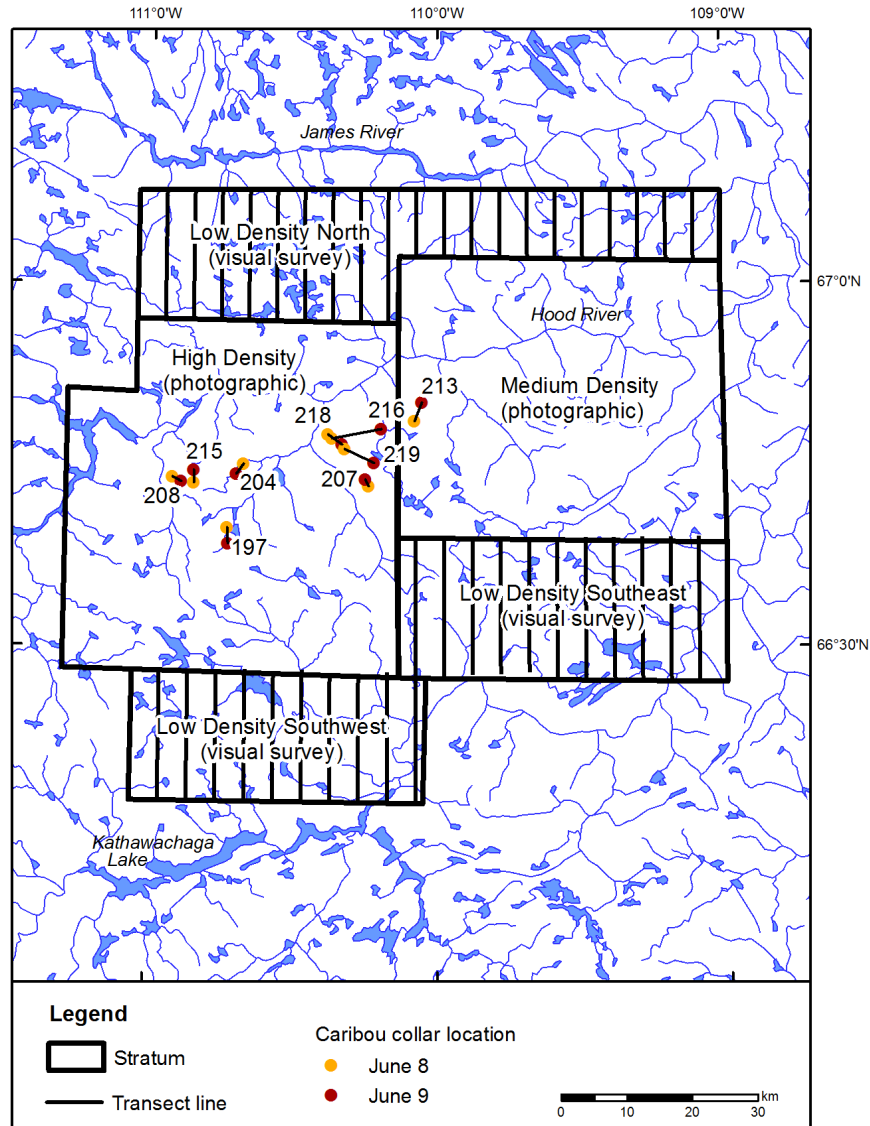 111°0'W
110°0'W
109°0'W
James River
Low Density North
(visual survey)
67°0'N
Hood River
High Density
(photographic)
Medium Density
(photographic)
213
218
216
215
219
204
207
208
197
Low Density Southeast
(visual survey)
66°30'N
Low Density Southwest
(visual survey)
Kathawachaga
Lake
Legend
Stratum
Transect line
Caribou collar location
June 8
June 9
km
0
10
20
30